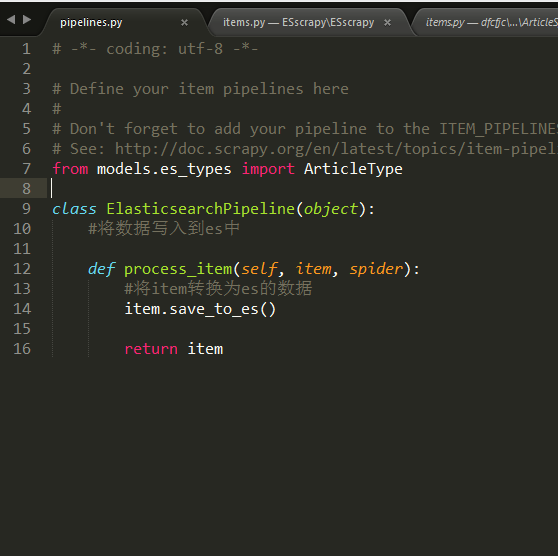 pipelines.py
items.py — ESscrapy\ESscrapy
items.py — dfcfjc\...\ArticleS
1 # -*- coding: utf-8 -*-
2
3 # Define your item pipelines here
4 #
5 # Don't forget to add your pipeline to the ITEM_PIPELINES
6 # See: http://doc.scrapy.org/en/latest/topics/item-pipel
7 from models.es_types import ArticleType
8
9 class ElasticsearchPipeline(object):
10 #将数据写入到es中
11
12 def process_item(self, item, spider):
13 #将item转换为es的数据
14 item.save_to_es()
15
16 return item